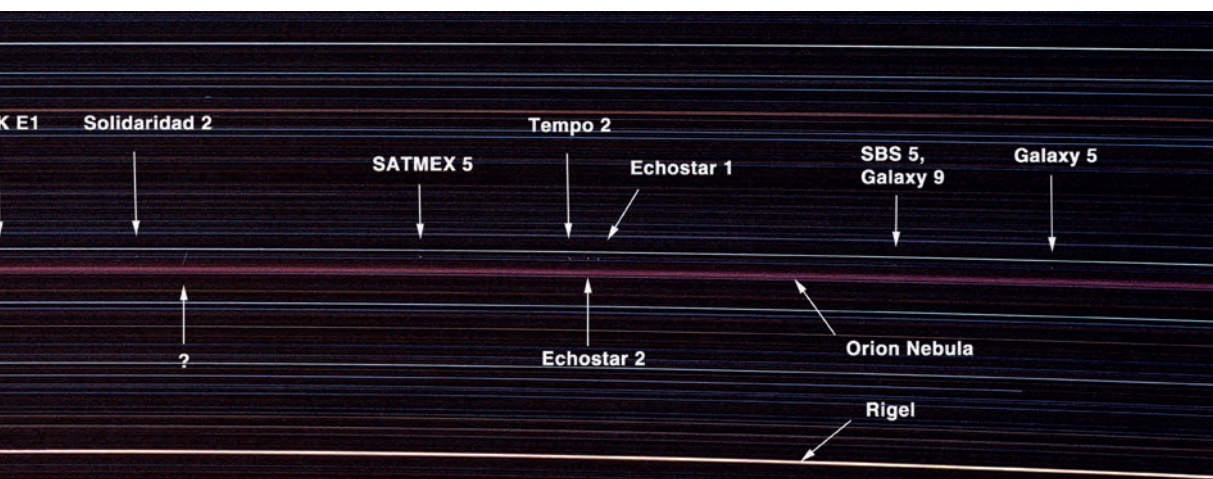 K E1
Solidaridad 2
Tempo 2
SATMEX 5
Echostar 1
SBS 5,
Galaxy 9
Galaxy 5
?
Echostar 2
Orion Nebula
Rigel